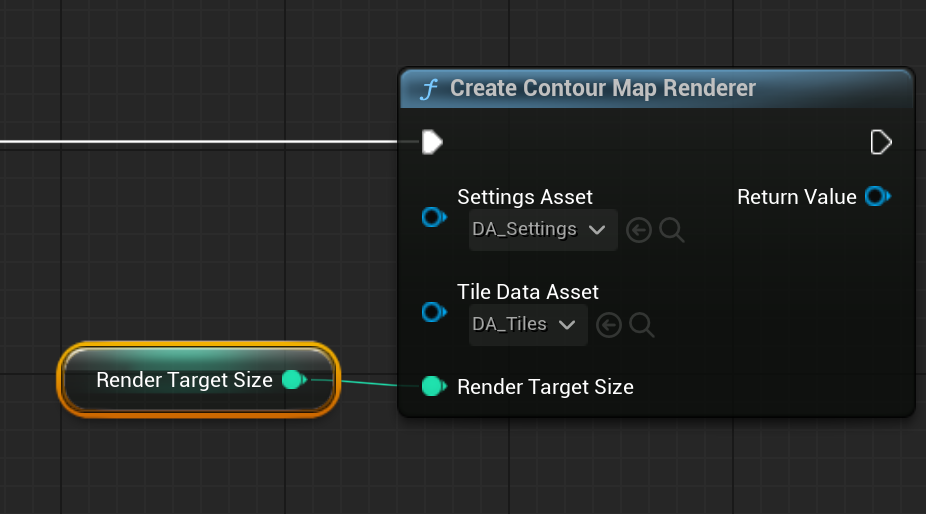 Create Contour Map Renderer
Settings Asset
Return Value
DA_Settings
Tile Data Asset
DA_Tiles
Render Target Size
Render Target Size